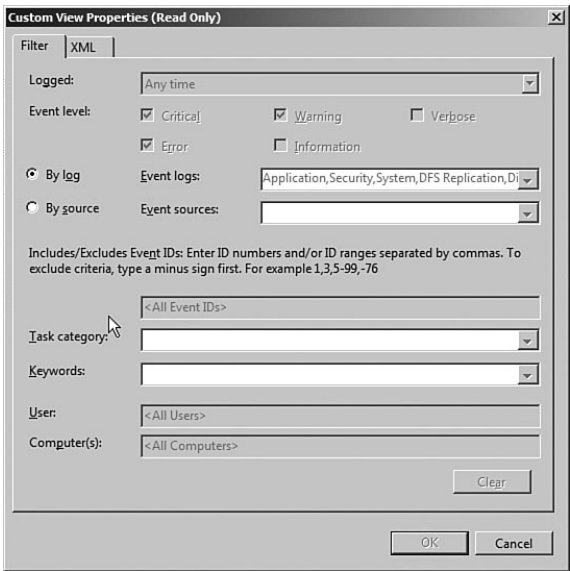 Custom View Properties (Read Only)
Filter XML
Logged: Any time
Event level: Critical Warning Verbose
Error Information
By log Event logs: Application,Security,System,DFS Replication,Di
By source Event sources:
Includes/Excludes Event IDs: Enter ID numbers and/or ID ranges separated by commas. To
exclude criteria, type a minus sign first. For example 1,3,5-99,-76
<All Event IDs>
Task category:
Keywords:
User: <All Users>
Computer(s): <All Computers>
Clear
OK Cancel